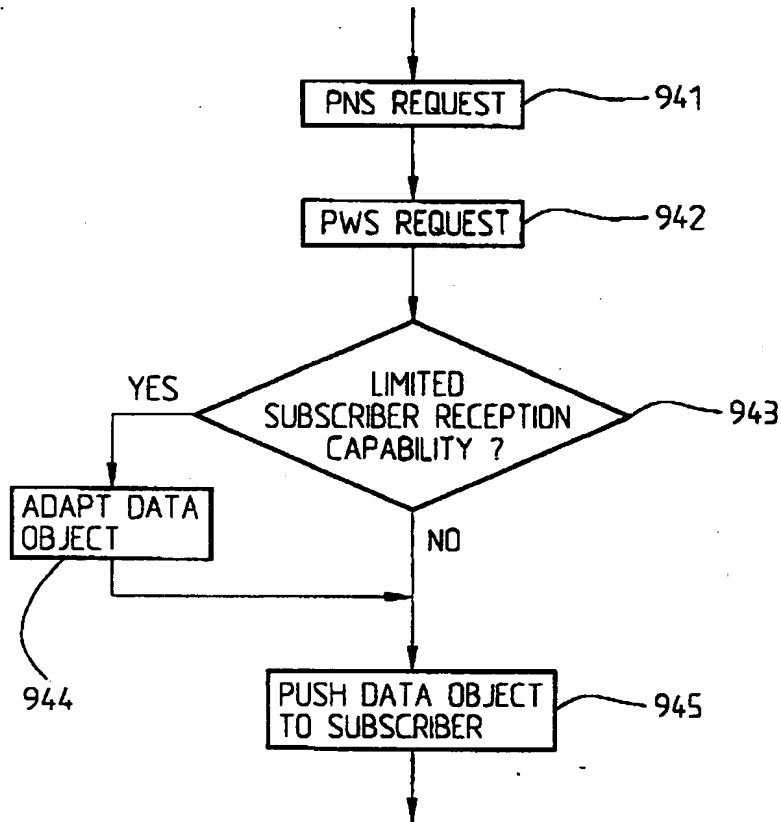 PNS REQUEST
941
PWS REQUEST
942
YES
LIMITED
SUBSCRIBER RECEPTION
CAPABILITY ?
943
ADAPT DATA
OBJECT
NO
944
PUSH DATA OBJECT
TO SUBSCRIBER
945